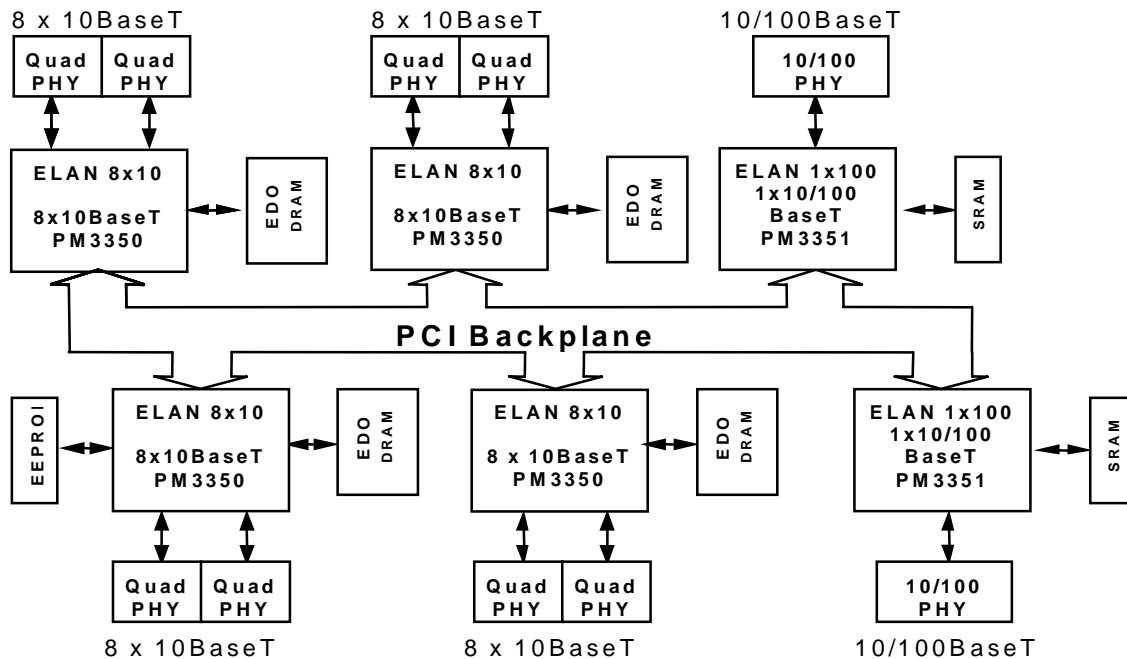 8 x 10BaseT
8 x 10BaseT
10/100BaseT
Quad PHY
Quad PHY
Quad PHY
Quad PHY
10/100 PHY
ELAN 8x10
8x10BaseT
PM3350
EDO DRAM
ELAN 8x10
8x10BaseT
PM3350
EDO DRAM
ELAN 1x100
1x10/100
BaseT
PM3351
SRAM
PCI Backplane
EEPROI
ELAN 8x10
8x10BaseT
PM3350
EDO DRAM
ELAN 8x10
8 x 10BaseT
PM3350
EDO DRAM
ELAN 1x100
1x10/100
BaseT
PM3351
SRAM
Quad PHY
Quad PHY
Quad PHY
Quad PHY
10/100 PHY
8 x 10BaseT
8 x 10BaseT
10/100BaseT